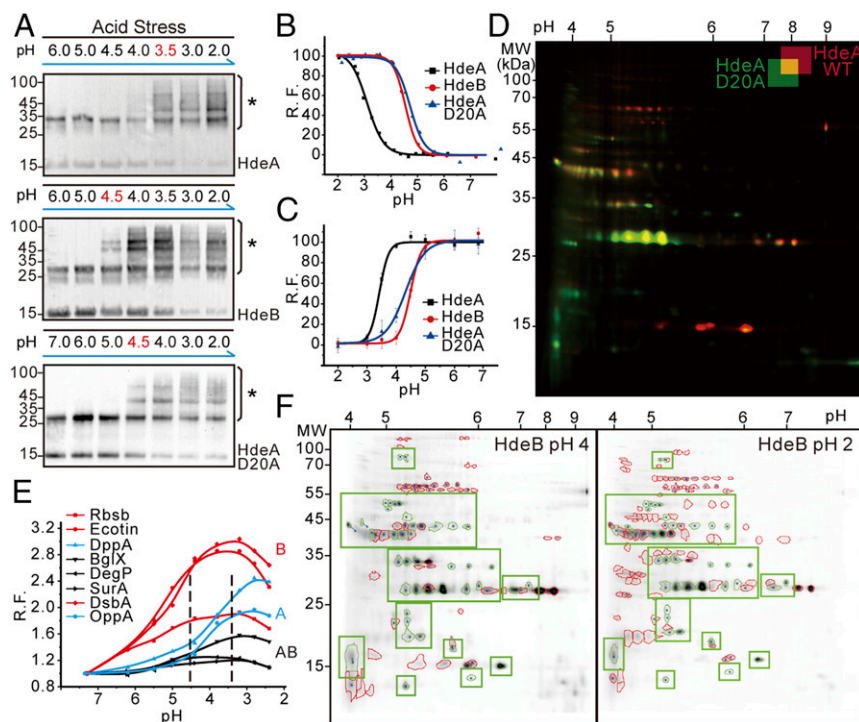 A
Acid Stress
pH 6.0 5.0 4.5 4.0 3.5 3.0 2.0
100
45
35
15
*
HdeA
pH 6.0 5.0 4.5 4.0 3.5 3.0 2.0
100
45
35
25
15
*
HdeB
7.0 6.0 5.0 4.5 4.0 3.0 2.0
100
45
35
25
15
*
HdeA
D20A
B
R. F.
100
80
60
40
20
0
2 3 4 5 6 7
pH
HdeA
HdeB
HdeA
D20A
C
R. F.
100
80
60
40
20
0
2 3 4 5 6 7
pH
HdeA
HdeB
HdeA
D20A
D
pH 4 5 6 7 8 9
MW
(kDa)
100
70
55
45
35
25
15
HdeA
WT
HdeA
D20A
E
Rbsb
Ecotin
DppA
BglX
DegP
SurA
DsbA
OppA
R. F.
3.2
2.8
2.4
2.0
1.6
1.2
0.8
B
A
AB
7 6 5 4 3 2
pH
F
4 5 6 7 8 9
MW
100
70
55
45
35
25
15
HdeB pH 4
4 5 6 7 pH
HdeB pH 2